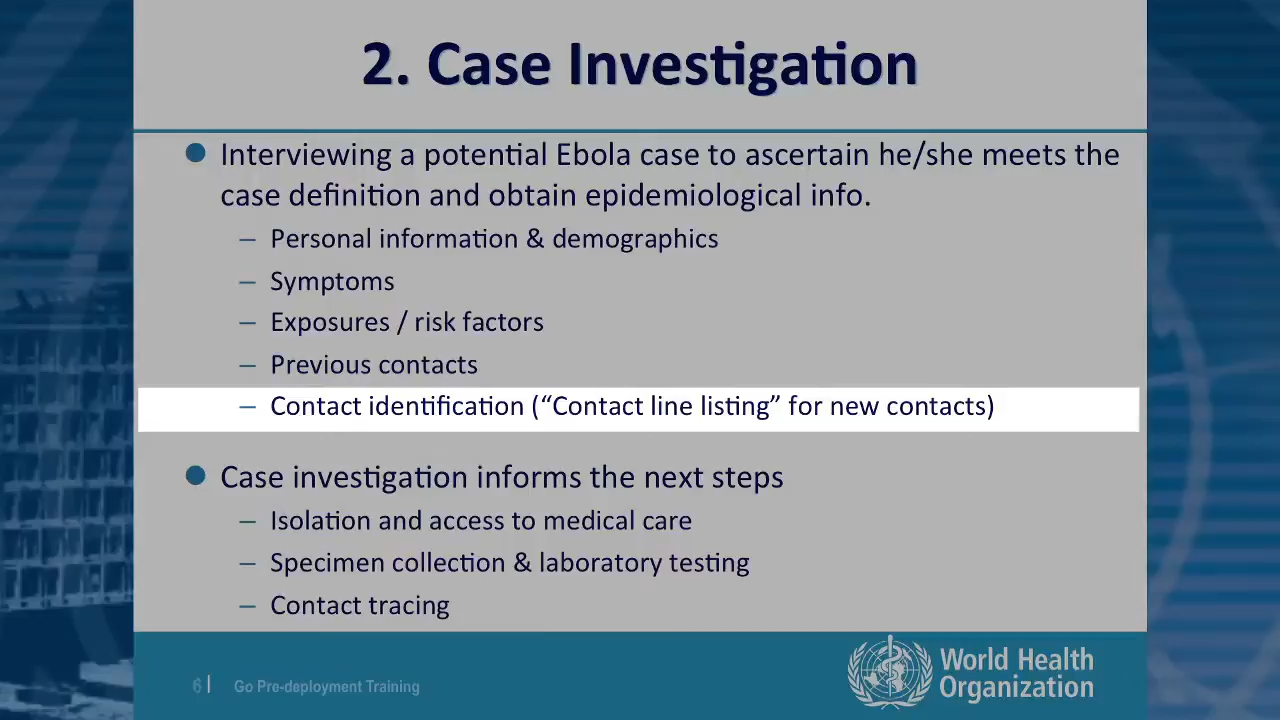 2. Case Investigation
● Interviewing a potential Ebola case to ascertain he/she meets the
case definition and obtain epidemiological info.
– Personal information & demographics
– Symptoms
– Exposures / risk factors
– Previous contacts
– Contact identification (“Contact line listing” for new contacts)
● Case investigation informs the next steps
– Isolation and access to medical care
– Specimen collection & laboratory testing
– Contact tracing
6 | Go Pre-deployment Training
World Health
Organization